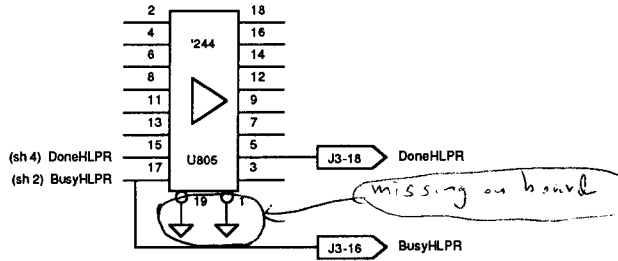 2 18
4 16
'244
6 14
8 12
11 9
13 7
(sh 4) DoneHLPR 15 5 J3-18 DoneHLPR
U805
(sh 2) BusyHLPR 17 3
missing on board
19 1
J3-16 BusyHLPR